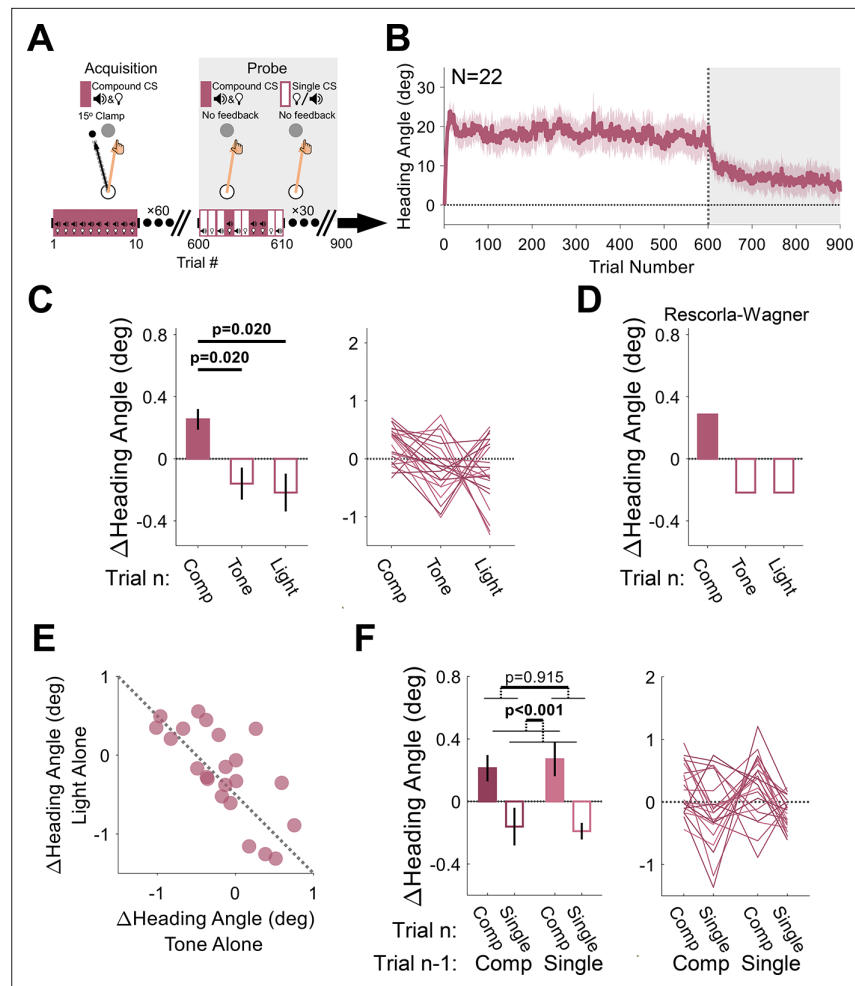 A
Acquisition
Compound CS
&
15º Clamp
×60
1
10
Probe
Compound CS
&
Single CS
/
No feedback
No feedback
×30
600
610
900
Trial #
B
N=22
Heading Angle (deg)
30
20
10
0
0 100 200 300 400 500 600 700 800 900
Trial Number
C
p=0.020
p=0.020
ΔHeading Angle (deg)
0.8
0.4
0
-0.4
Trial n:
Comp
Tone
Light
2
1
0
-1
Comp
Tone
Light
D
Rescorla-Wagner
ΔHeading Angle (deg)
0.8
0.4
0
-0.4
Trial n:
Comp
Tone
Light
E
ΔHeading Angle (deg)
Light Alone
1
0
-1
-1 0 1
ΔHeading Angle (deg)
Tone Alone
F
p=0.915
p<0.001
ΔHeading Angle (deg)
0.8
0.4
0
-0.4
Trial n:
Comp
Single
Comp
Single
Trial n-1: Comp Single
2
1
0
-1
Comp
Single
Comp
Single
Comp Single